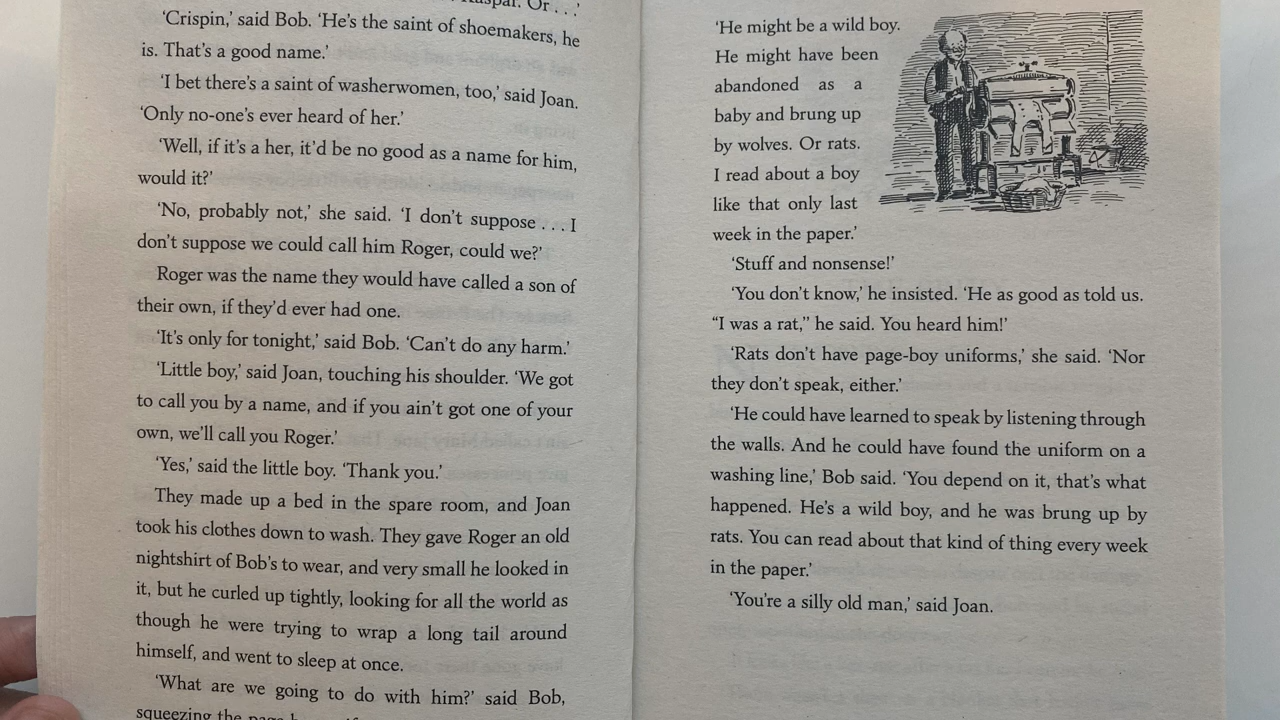 Kaspar. Or . . .’
‘Crispin,’ said Bob. ‘He’s the saint of shoemakers, he
is. That’s a good name.’
‘I bet there’s a saint of washerwomen, too,’ said Joan.
‘Only no-one’s ever heard of her.’
‘Well, if it’s a her, it’d be no good as a name for him,
would it?’
‘No, probably not,’ she said. ‘I don’t suppose . . . I
don’t suppose we could call him Roger, could we?’
Roger was the name they would have called a son of
their own, if they’d ever had one.
‘It’s only for tonight,’ said Bob. ‘Can’t do any harm.’
‘Little boy,’ said Joan, touching his shoulder. ‘We got
to call you by a name, and if you ain’t got one of your
own, we’ll call you Roger.’
‘Yes,’ said the little boy. ‘Thank you.’
They made up a bed in the spare room, and Joan
took his clothes down to wash. They gave Roger an old
nightshirt of Bob’s to wear, and very small he looked in
it, but he curled up tightly, looking for all the world as
though he were trying to wrap a long tail around
himself, and went to sleep at once.
‘What are we going to do with him?’ said Bob,
squeezing the page
‘He might be a wild boy.
He might have been
abandoned as a
baby and brung up
by wolves. Or rats.
I read about a boy
like that only last
week in the paper.’
‘Stuff and nonsense!’
‘You don’t know,’ he insisted. ‘He as good as told us.
“I was a rat,” he said. You heard him!’
‘Rats don’t have page-boy uniforms,’ she said. ‘Nor
they don’t speak, either.’
‘He could have learned to speak by listening through
the walls. And he could have found the uniform on a
washing line,’ Bob said. ‘You depend on it, that’s what
happened. He’s a wild boy, and he was brung up by
rats. You can read about that kind of thing every week
in the paper.’
‘You’re a silly old man,’ said Joan.